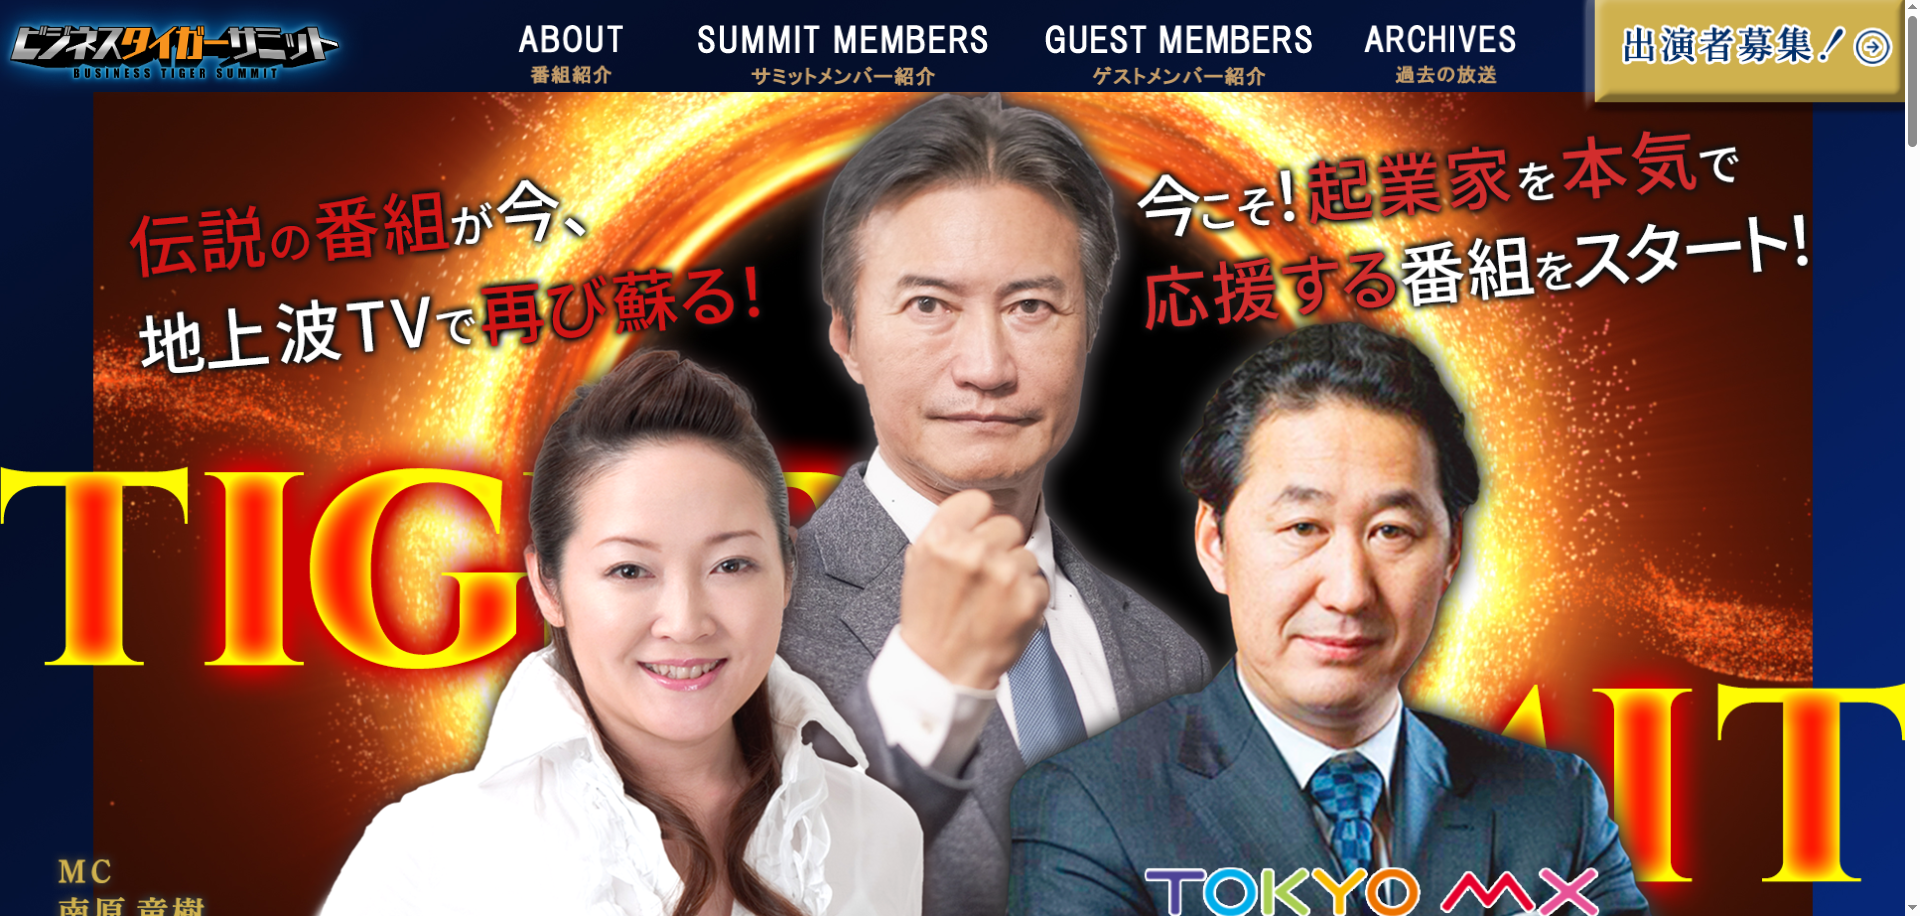 ビジネスタイガーサミット
BUSINESS TIGER SUMMIT
ABOUT
番組紹介
SUMMIT MEMBERS
サミットメンバー紹介
GUEST MEMBERS
ゲストメンバー紹介
ARCHIVES
過去の放送
出演者募集!
伝説の番組が今、
地上波TVで再び蘇る!
今こそ!起業家を本気で
応援する番組をスタート!
TIG
IT
MC
南原 竜樹
TOKYO MX